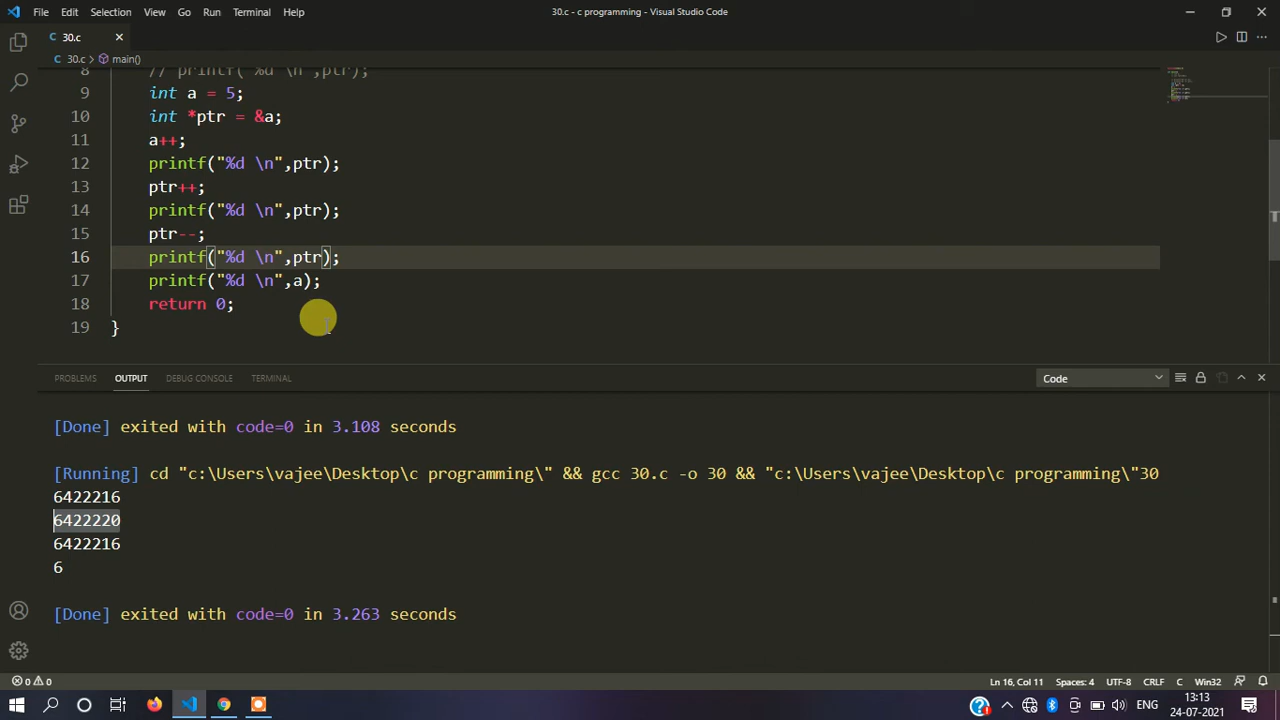 File Edit Selection View Go Run Terminal Help 30.c - c programming - Visual Studio Code
C 30.c ×
C 30.c > main()
8 // printf("%d \n",ptr);
9 int a = 5;
10 int *ptr = &a;
11 a++;
12 printf("%d \n",ptr);
13 ptr++;
14 printf("%d \n",ptr);
15 ptr--;
16 printf("%d \n",ptr);
17 printf("%d \n",a);
18 return 0;
19 }
PROBLEMS OUTPUT DEBUG CONSOLE TERMINAL Code
[Done] exited with code=0 in 3.108 seconds
[Running] cd "c:\Users\vajee\Desktop\c programming\" && gcc 30.c -o 30 && "c:\Users\vajee\Desktop\c programming\"30
6422216
6422220
6422216
6
[Done] exited with code=0 in 3.263 seconds
0 0 Ln 16, Col 11 Spaces: 4 UTF-8 CRLF C Win32
ENG 13:13
24-07-2021